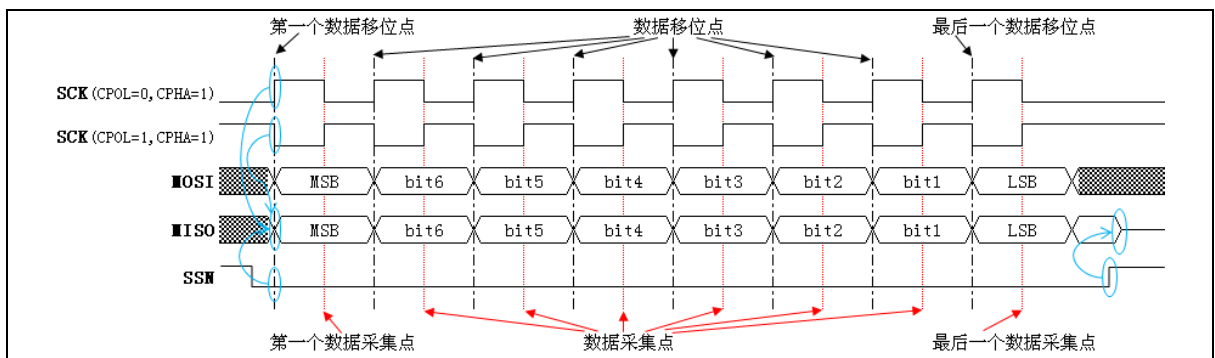 第一个数据移位点 数据移位点 最后一个数据移位点
SCK(CPOL=0,CPHA=1)
SCK(CPOL=1,CPHA=1)
MOSI MSB bit6 bit5 bit4 bit3 bit2 bit1 LSB
MISO MSB bit6 bit5 bit4 bit3 bit2 bit1 LSB
SSN
第一个数据采集点 数据采集点 最后一个数据采集点